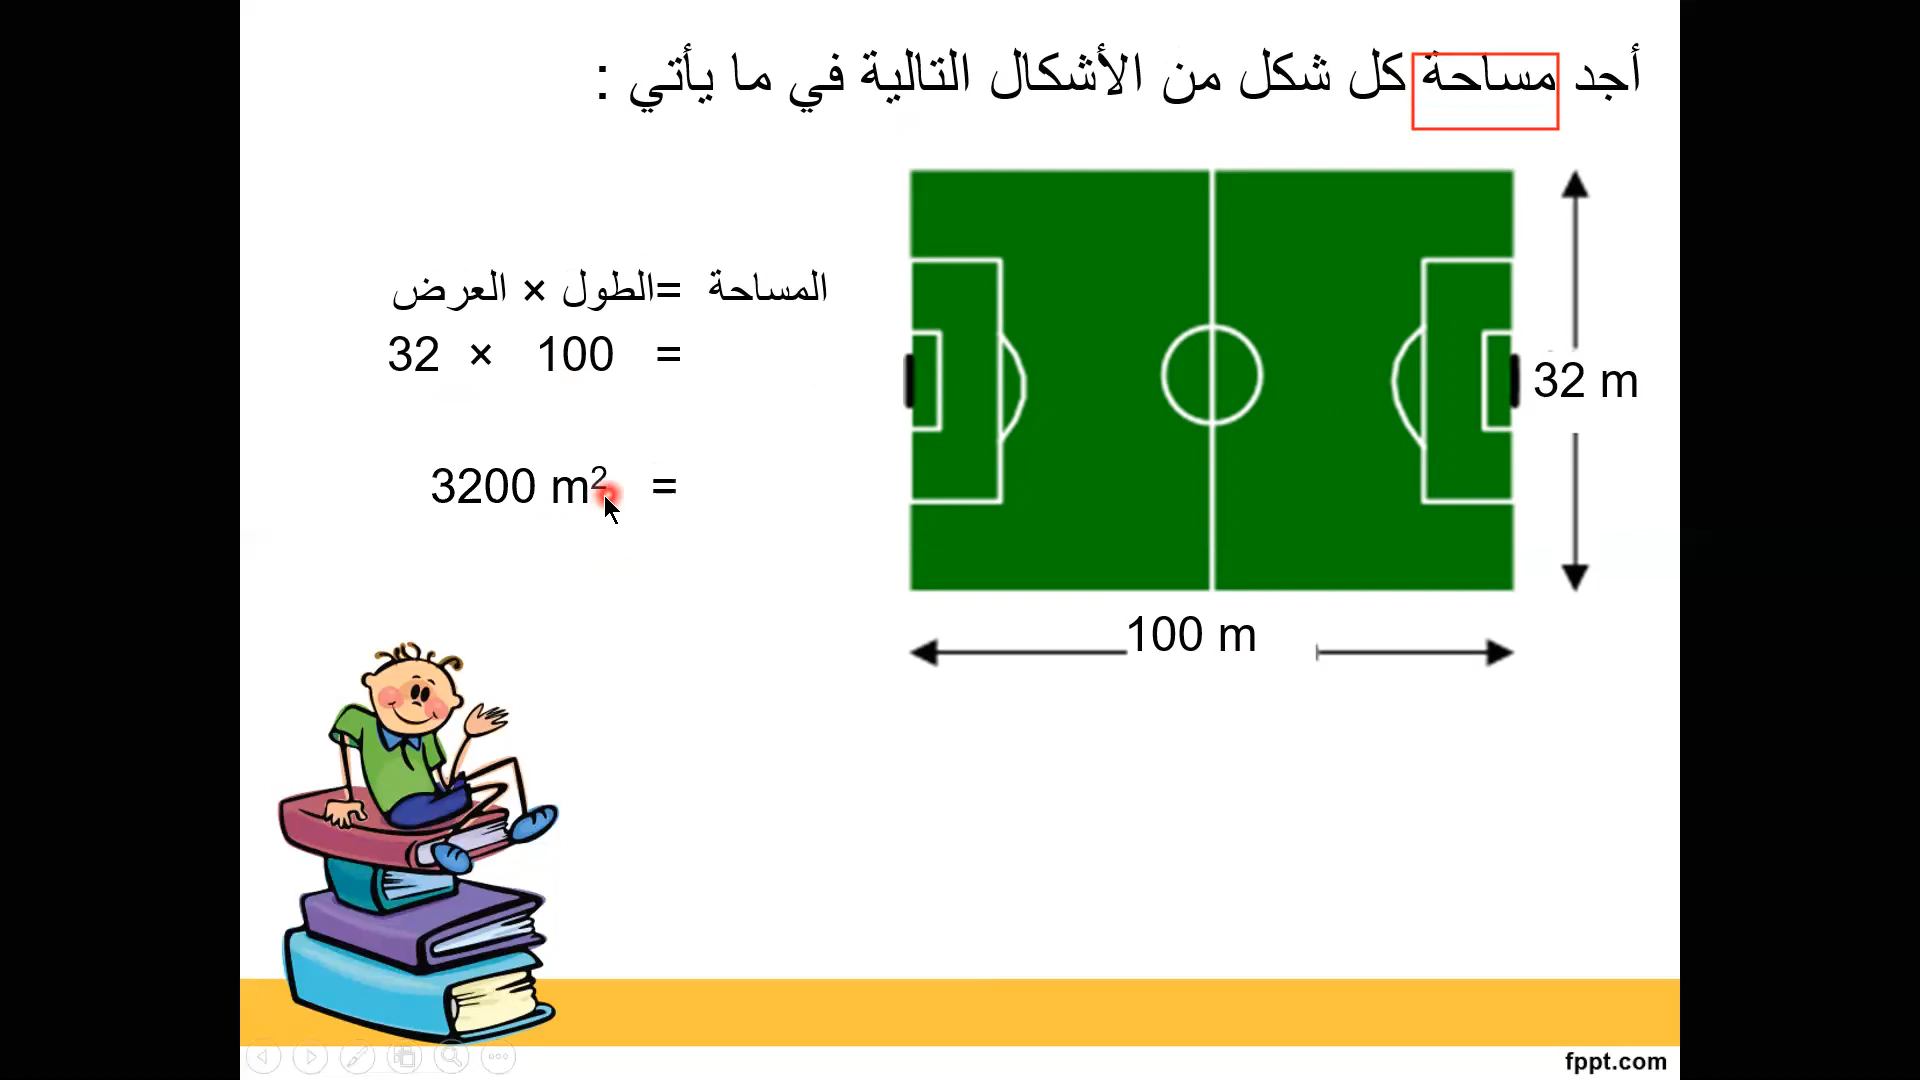 أجد مساحة كل شكل من الأشكال التالية في ما يأتي :
المساحة =الطول × العرض
= 100 × 32
= 3200 m²
32 m
100 m
fppt.com